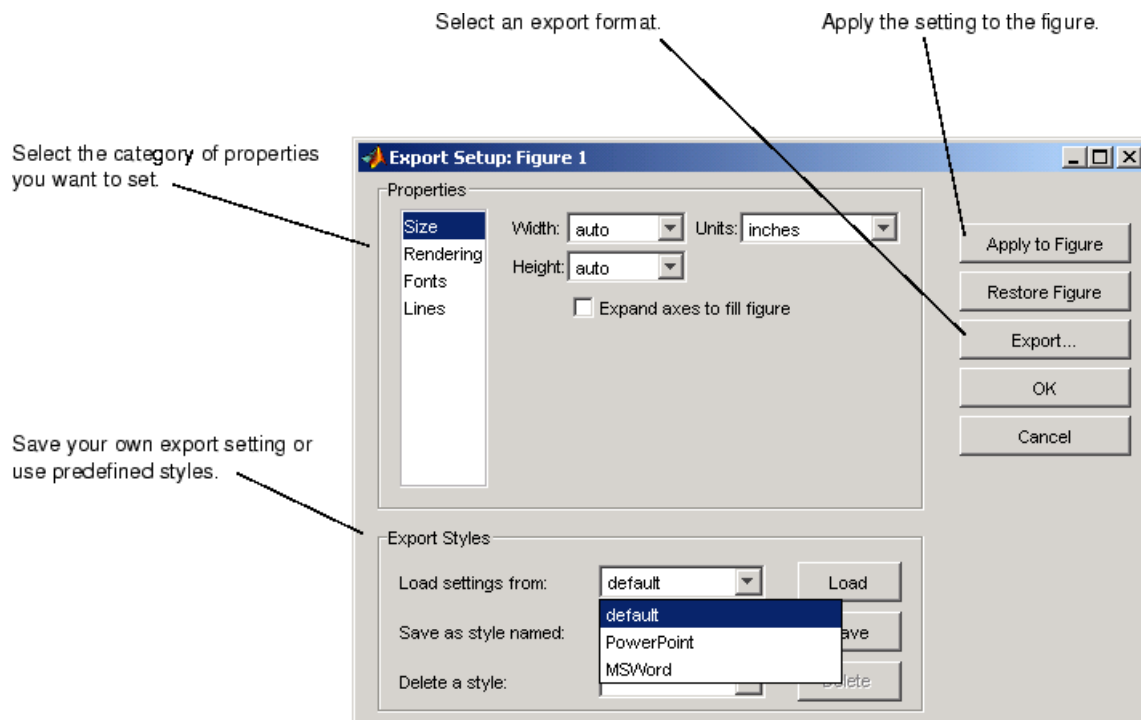 Select an export format.
Apply the setting to the figure.
Select the category of properties
you want to set.
Export Setup: Figure 1
Properties
Size
Rendering
Fonts
Lines
Width: auto Units: inches
Height: auto
Expand axes to fill figure
Apply to Figure
Restore Figure
Export...
OK
Cancel
Save your own export setting or
use predefined styles.
Export Styles
Load settings from: default Load
default
PowerPoint
MSWord
Save as style named:
Delete a style: Delete